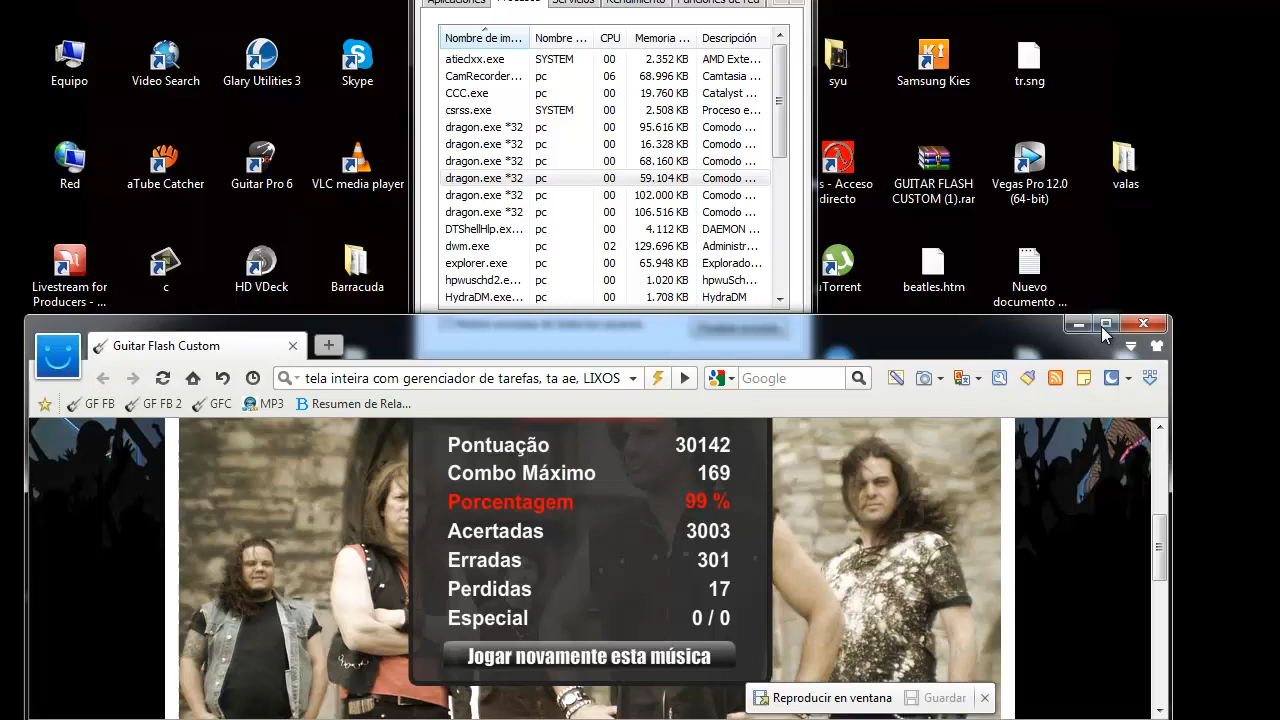 Aplicaciones Procesos Servicios Rendimiento Funciones de red
Nombre de im... Nombre ... CPU Memoria ... Descripción
atieclxx.exe SYSTEM 00 2.352 KB AMD Exte...
CamRecorder... pc 06 68.996 KB Camtasia ...
CCC.exe pc 00 19.760 KB Catalyst ...
csrss.exe SYSTEM 00 2.508 KB Proceso e...
dragon.exe *32 pc 00 95.616 KB Comodo ...
dragon.exe *32 pc 00 16.328 KB Comodo ...
dragon.exe *32 pc 00 68.160 KB Comodo ...
dragon.exe *32 pc 00 59.104 KB Comodo ...
dragon.exe *32 pc 00 102.000 KB Comodo ...
dragon.exe *32 pc 00 106.516 KB Comodo ...
DTShellHlp.ex... pc 00 4.112 KB DAEMON ...
dwm.exe pc 02 129.696 KB Administr...
explorer.exe pc 00 65.948 KB Explorado...
hpwuschd2.e... pc 00 1.020 KB hpwuSch...
HydraDM.exe... pc 00 1.708 KB HydraDM
Equipo
Video Search
Glary Utilities 3
Skype
syu
Samsung Kies
tr.sng
Red
aTube Catcher
Guitar Pro 6
VLC media player
s - Acceso
directo
GUITAR FLASH
CUSTOM (1).rar
Vegas Pro 12.0
(64-bit)
valas
Livestream for
Producers - ...
c
HD VDeck
Barracuda
uTorrent
beatles.htm
Nuevo
documento ...
Guitar Flash Custom
tela inteira com gerenciador de tarefas, ta ae, LIXOS
Google
GF FB GF FB 2 GFC MP3 Resumen de Rela...
Pontuação 30142
Combo Máximo 169
Porcentagem 99 %
Acertadas 3003
Erradas 301
Perdidas 17
Especial 0 / 0
Jogar novamente esta música
Reproducir en ventana Guardar